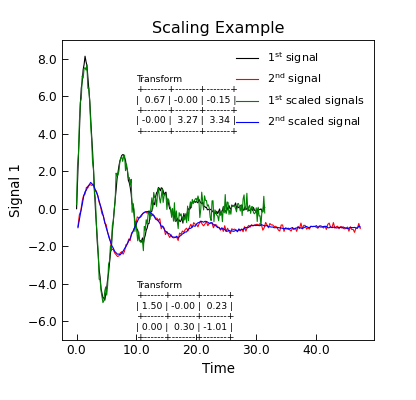 Scaling Example
Signal 1
8.0
6.0
4.0
2.0
0.0
−2.0
−4.0
−6.0
Transform
+--------+--------+--------+
| 0.67 | -0.00 | -0.15 |
+--------+--------+--------+
| -0.00 | 3.27 | 3.34 |
+--------+--------+--------+
1st signal
2nd signal
1st scaled signals
2nd scaled signal
Transform
+-------+--------+-------+
| 1.50 | -0.00 | 0.23 |
+-------+--------+-------+
| 0.00 | 0.30 | -1.01 |
+-------+--------+-------+
0.0 10.0 20.0 30.0 40.0
Time